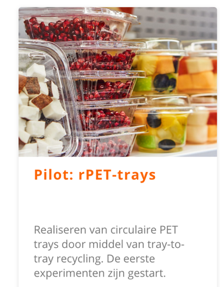 Pilot: rPET-trays
Realiseren van circulaire PET
trays door middel van tray-to-
tray recycling. De eerste
experimenten zijn gestart.